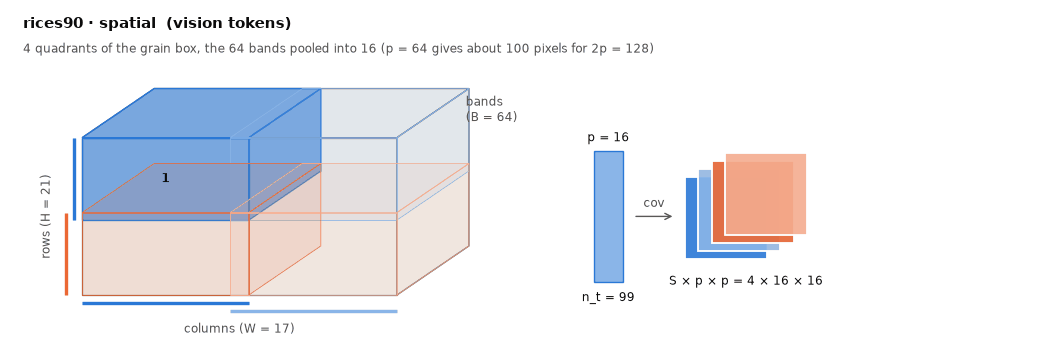 rices90 · spatial  (vision tokens)
4 quadrants of the grain box, the 64 bands pooled into 16 (p = 64 gives about 100 pixels for 2p = 128)
bands
(B = 64)
1
rows (H = 21)
columns (W = 17)
p = 16
cov
n_t = 99
S × p × p = 4 × 16 × 16